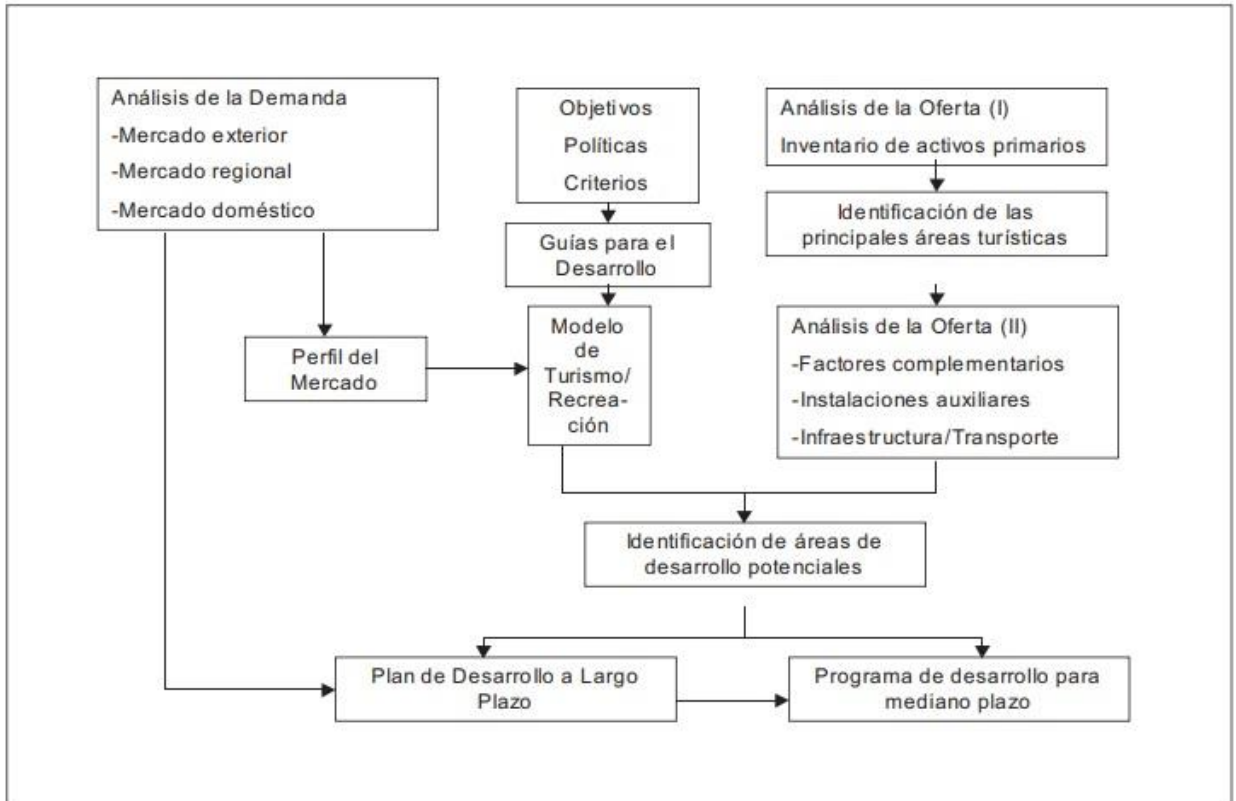 Análisis de la Demanda
-Mercado exterior
-Mercado regional
-Mercado doméstico
Objetivos
Políticas
Criterios
Análisis de la Oferta (I)
Inventario de activos primarios
Guías para el
Desarrollo
Identificación de las
principales áreas turísticas
Perfil del
Mercado
Modelo
de
Turismo/
Recrea-
ción
Análisis de la Oferta (II)
-Factores complementarios
-Instalaciones auxiliares
-Infraestructura/Transporte
Identificación de áreas de
desarrollo potenciales
Plan de Desarrollo a Largo
Plazo
Programa de desarrollo para
mediano plazo